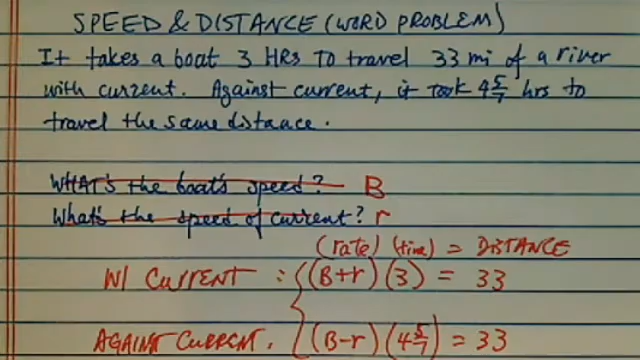 SPEED & DISTANCE (WORD PROBLEM)
It takes a boat 3 HRS TO travel 33 mi of a river
with current. Against current, it took 4 5/7 hrs to
travel the same distance.
WHAT'S the boat's speed? B
What's the speed of current? r
(rate) (time) = DISTANCE
W/ CURRENT : (B+r)(3) = 33
AGAINST CURRENT. (B-r)(4 5/7) = 33